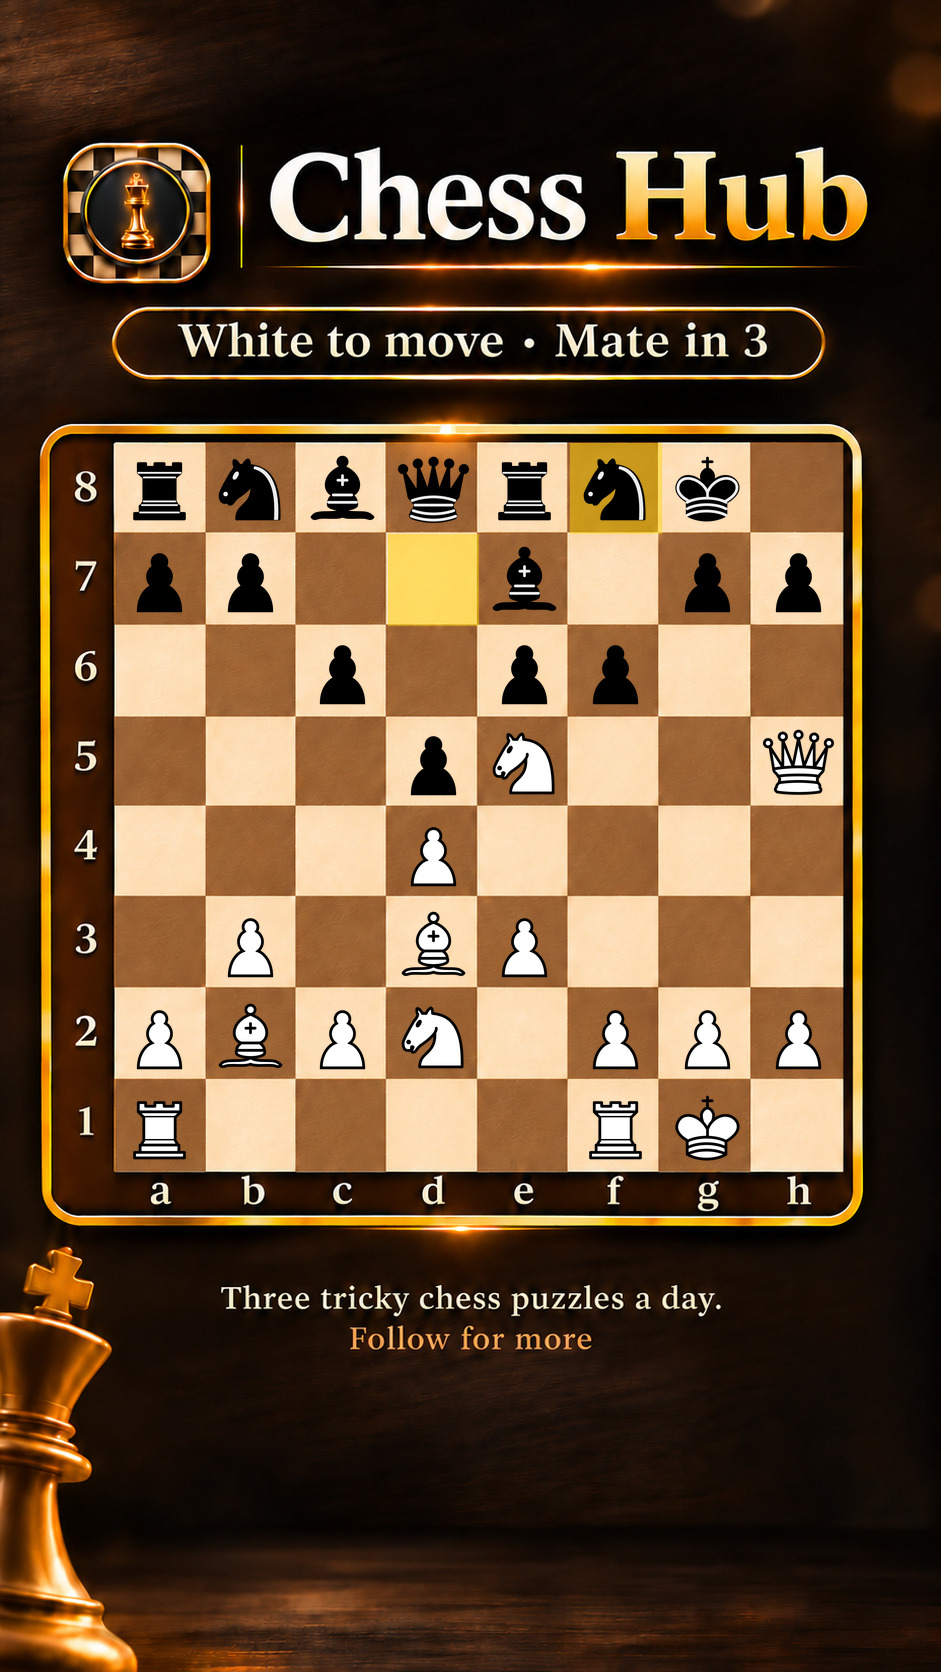 Chess Hub
White to move • Mate in 3
8
7
6
5
4
3
2
1
a b c d e f g h
Three tricky chess puzzles a day.
Follow for more